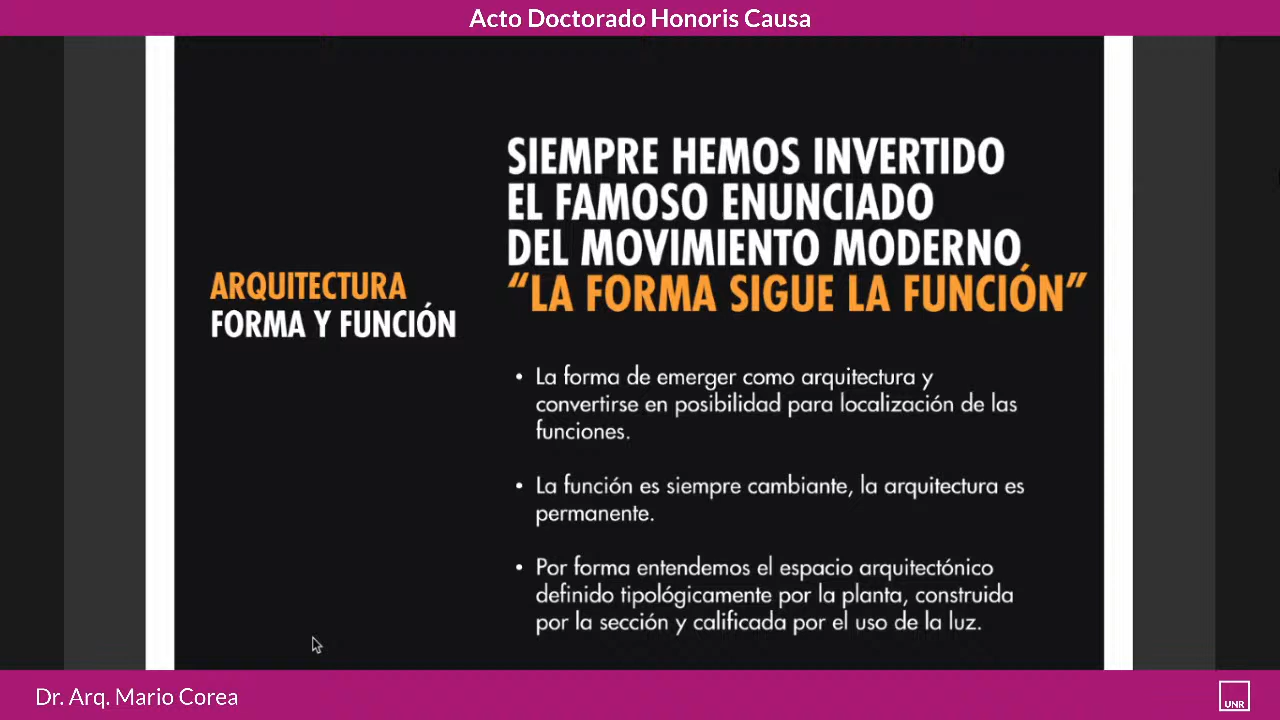 Acto Doctorado Honoris Causa
ARQUITECTURA
FORMA Y FUNCIÓN
SIEMPRE HEMOS INVERTIDO
EL FAMOSO ENUNCIADO
DEL MOVIMIENTO MODERNO
“LA FORMA SIGUE LA FUNCIÓN”
• La forma de emerger como arquitectura y
convertirse en posibilidad para localización de las
funciones.
• La función es siempre cambiante, la arquitectura es
permanente.
• Por forma entendemos el espacio arquitectónico
definido tipológicamente por la planta, construida
por la sección y calificada por el uso de la luz.
Dr. Arq. Mario Corea
UNR